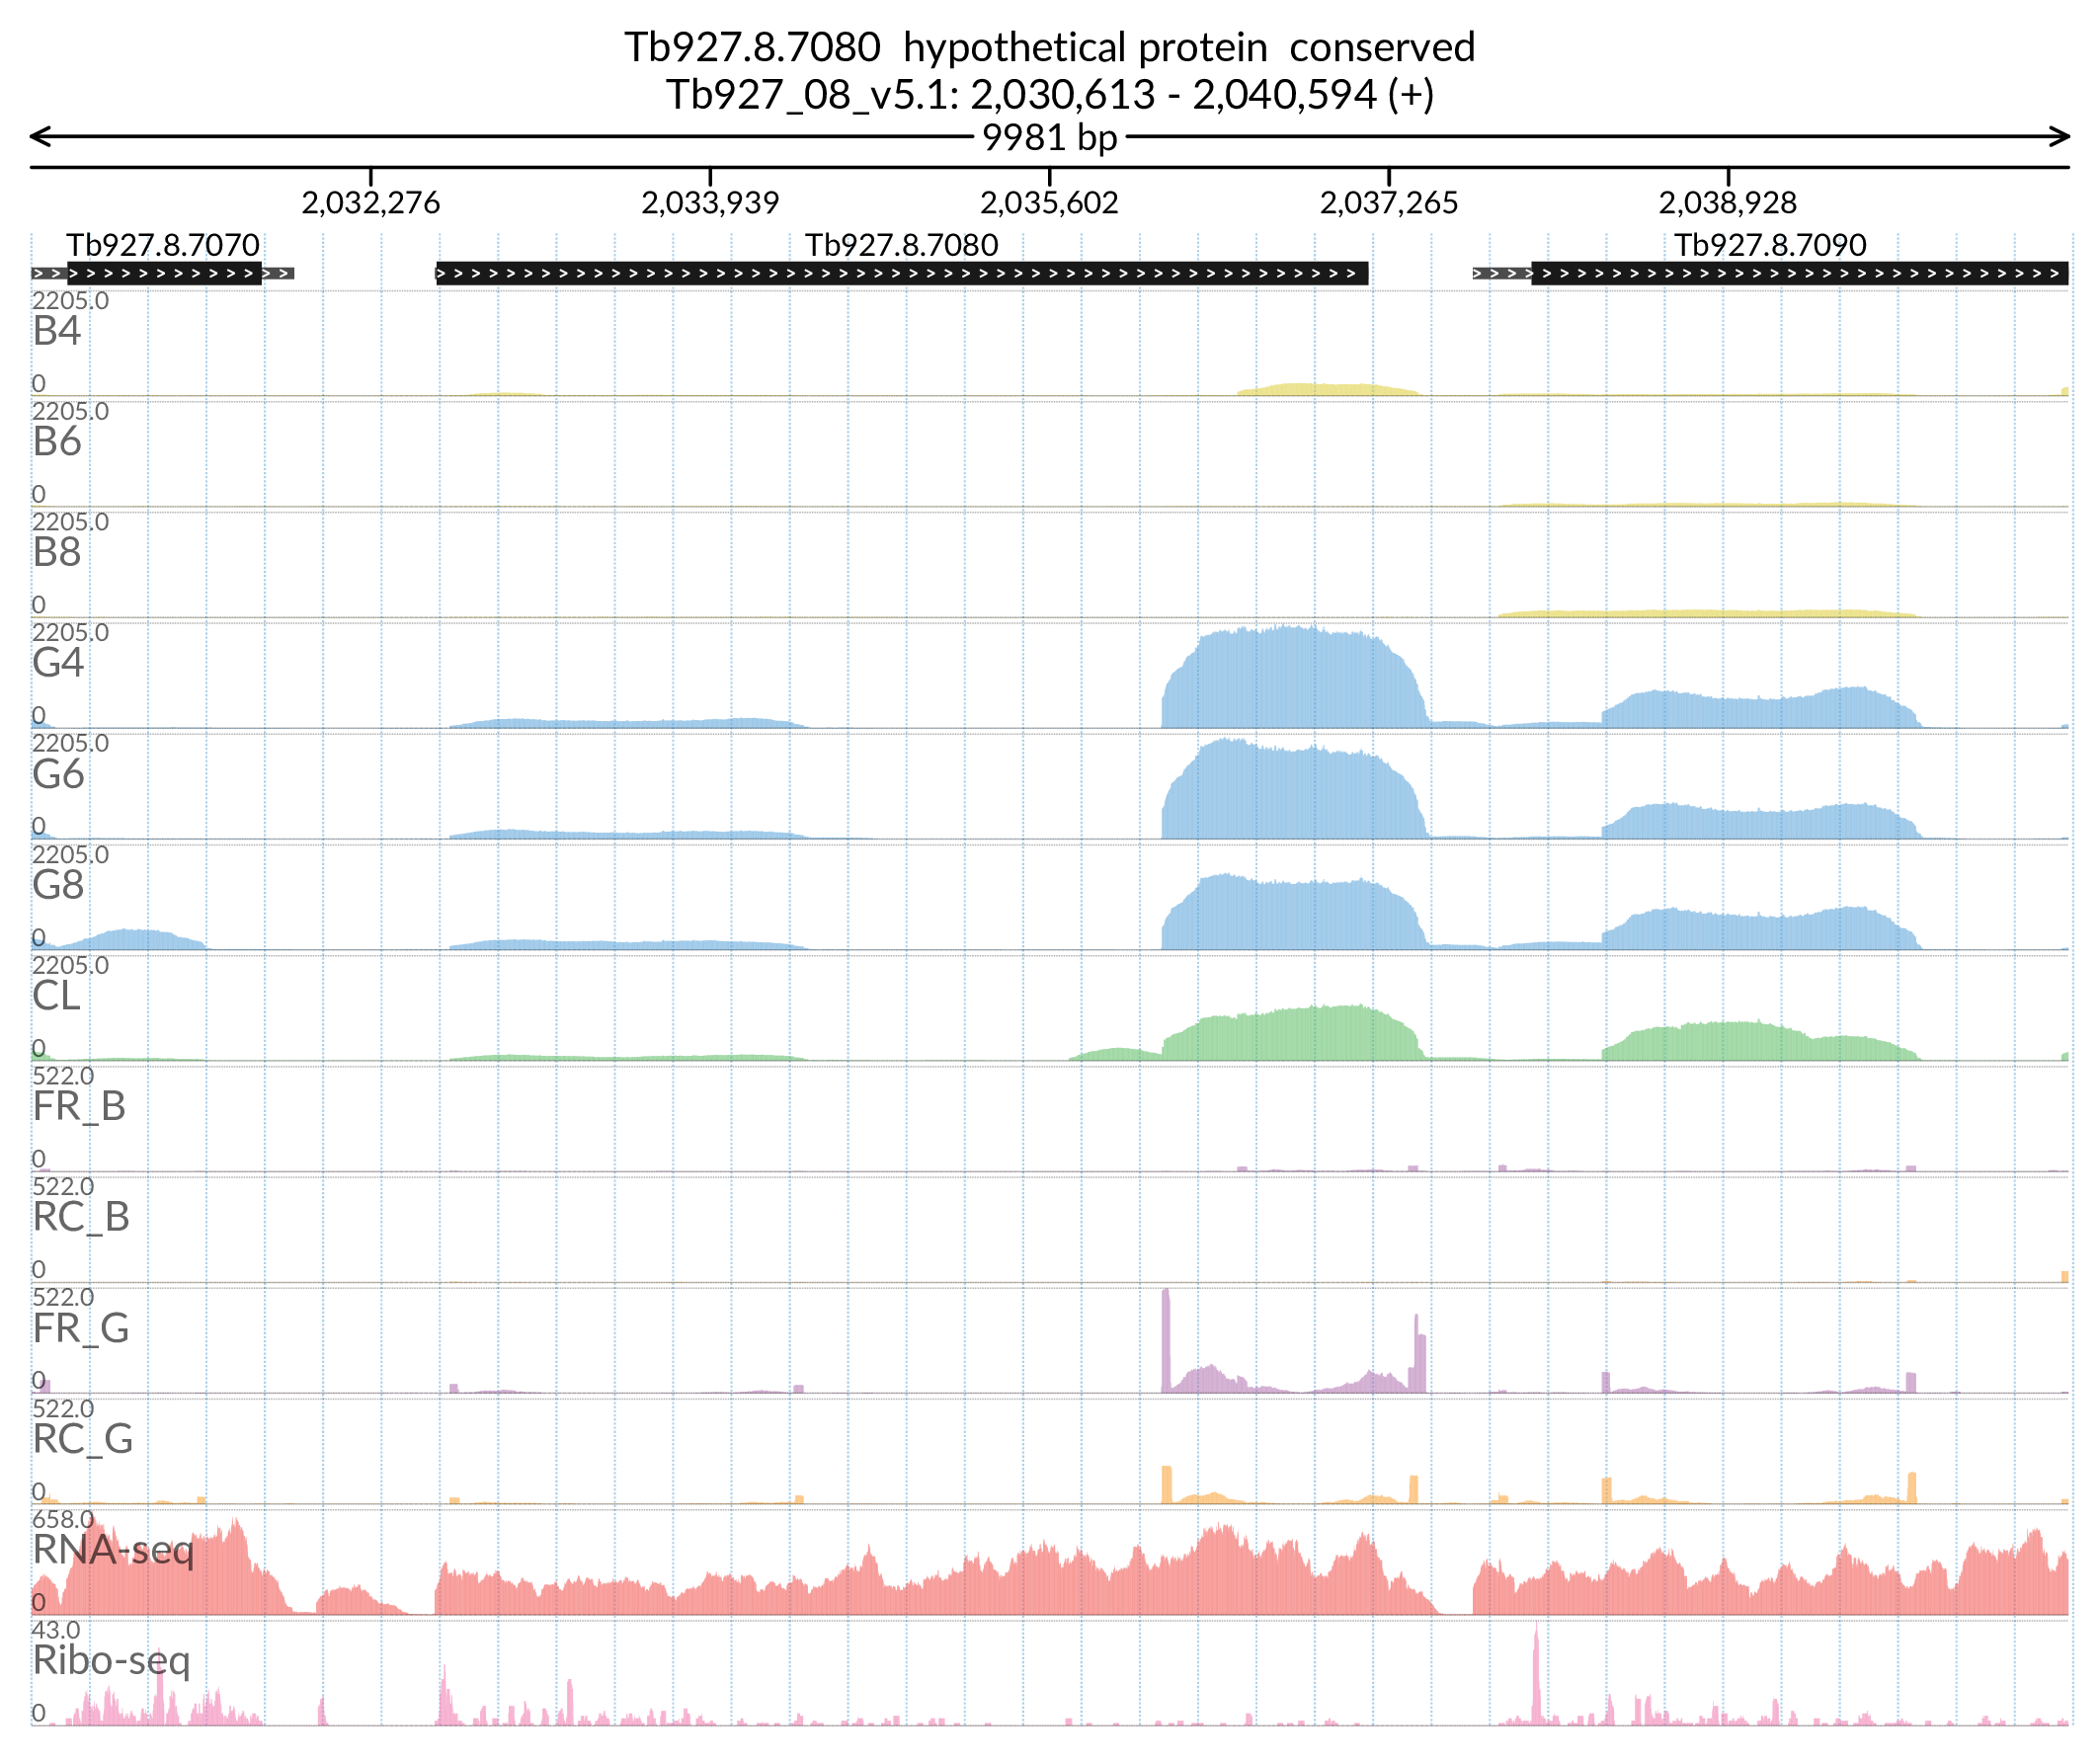 Tb927.8.7080 hypothetical protein conserved
Tb927_08_v5.1: 2,030,613 - 2,040,594 (+)
9981 bp
2,032,276 2,033,939 2,035,602 2,037,265 2,038,928
Tb927.8.7070 Tb927.8.7080 Tb927.8.7090
2205.0
B4
0
2205.0
B6
0
2205.0
B8
0
2205.0
G4
0
2205.0
G6
0
2205.0
G8
0
2205.0
CL
0
522.0
FR_B
0
522.0
RC_B
0
522.0
FR_G
0
522.0
RC_G
0
658.0
RNA-seq
0
43.0
Ribo-seq
0